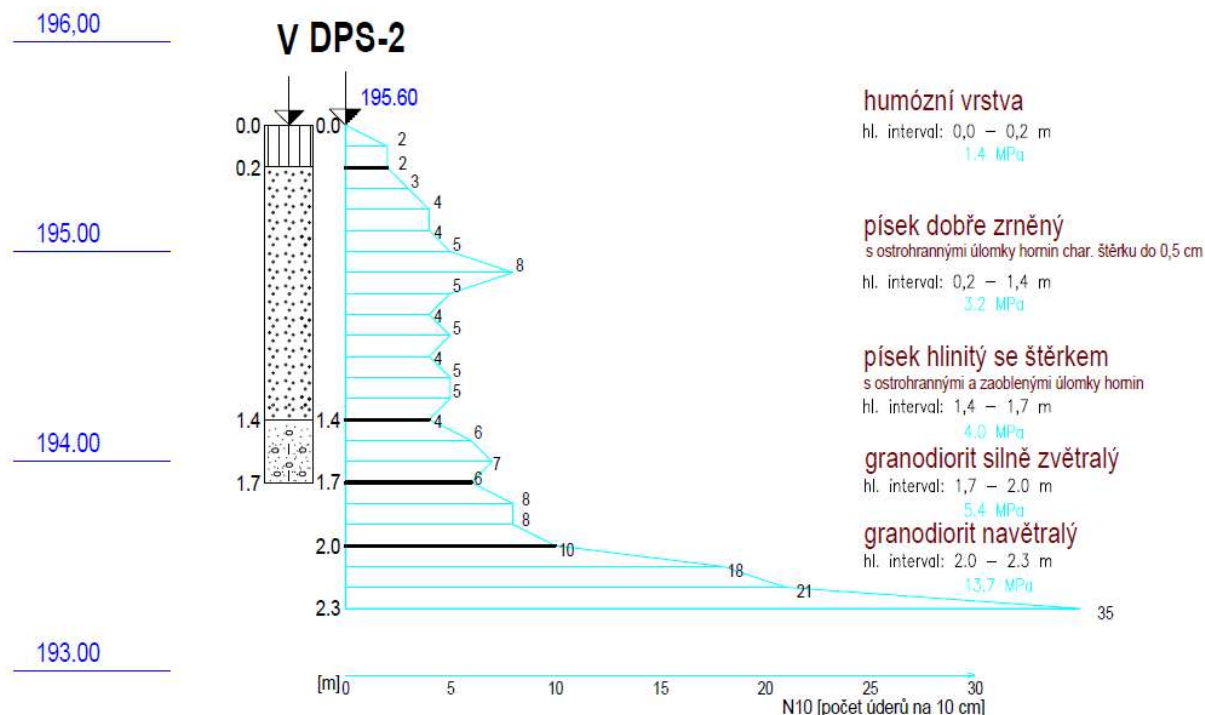 196,00
V DPS-2
195.60
0.0 0.0
2
0.2 2
3
4
4
195.00
5
8
5
4
5
4
5
5
1.4 1.4 4
6
194.00
7
1.7 1.7 6
8
8
2.0 10
18
21
2.3 35
193.00
[m] 0 5 10 15 20 25 30
N10 [počet úderů na 10 cm]
humózní vrstva
hl. interval: 0,0 – 0,2 m
1.4 MPa
písek dobře zrněný
s ostrohrannými úlomky hornin char. štěrku do 0,5 cm
hl. interval: 0,2 – 1,4 m
3.2 MPa
písek hlinitý se štěrkem
s ostrohrannými a zaoblenými úlomky hornin
hl. interval: 1,4 – 1,7 m
4.0 MPa
granodiorit silně zvětralý
hl. interval: 1,7 – 2.0 m
5.4 MPa
granodiorit navětralý
hl. interval: 2.0 – 2.3 m
13,7 MPa